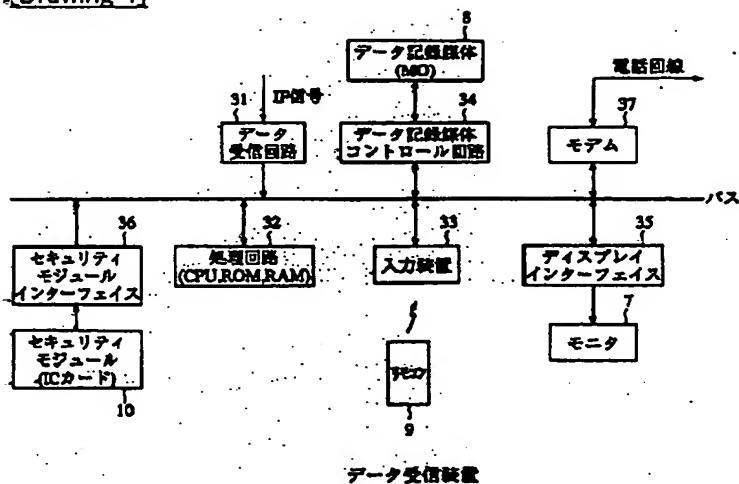 [Drawing 4]
8
データ記録媒体
(MO)
電話回線
31
IP信号
34
37
データ
受信回路
データ記録媒体
コントロール回路
モデム
バス
36
32
33
35
セキュリティ
モジュール
インターフェイス
処理回路
(CPU,ROM,RAM)
入力装置
ディスプレイ
インターフェイス
7
セキュリティ
モジュール
(ICカード)
モニタ
リモコン
10
9
データ受信装置